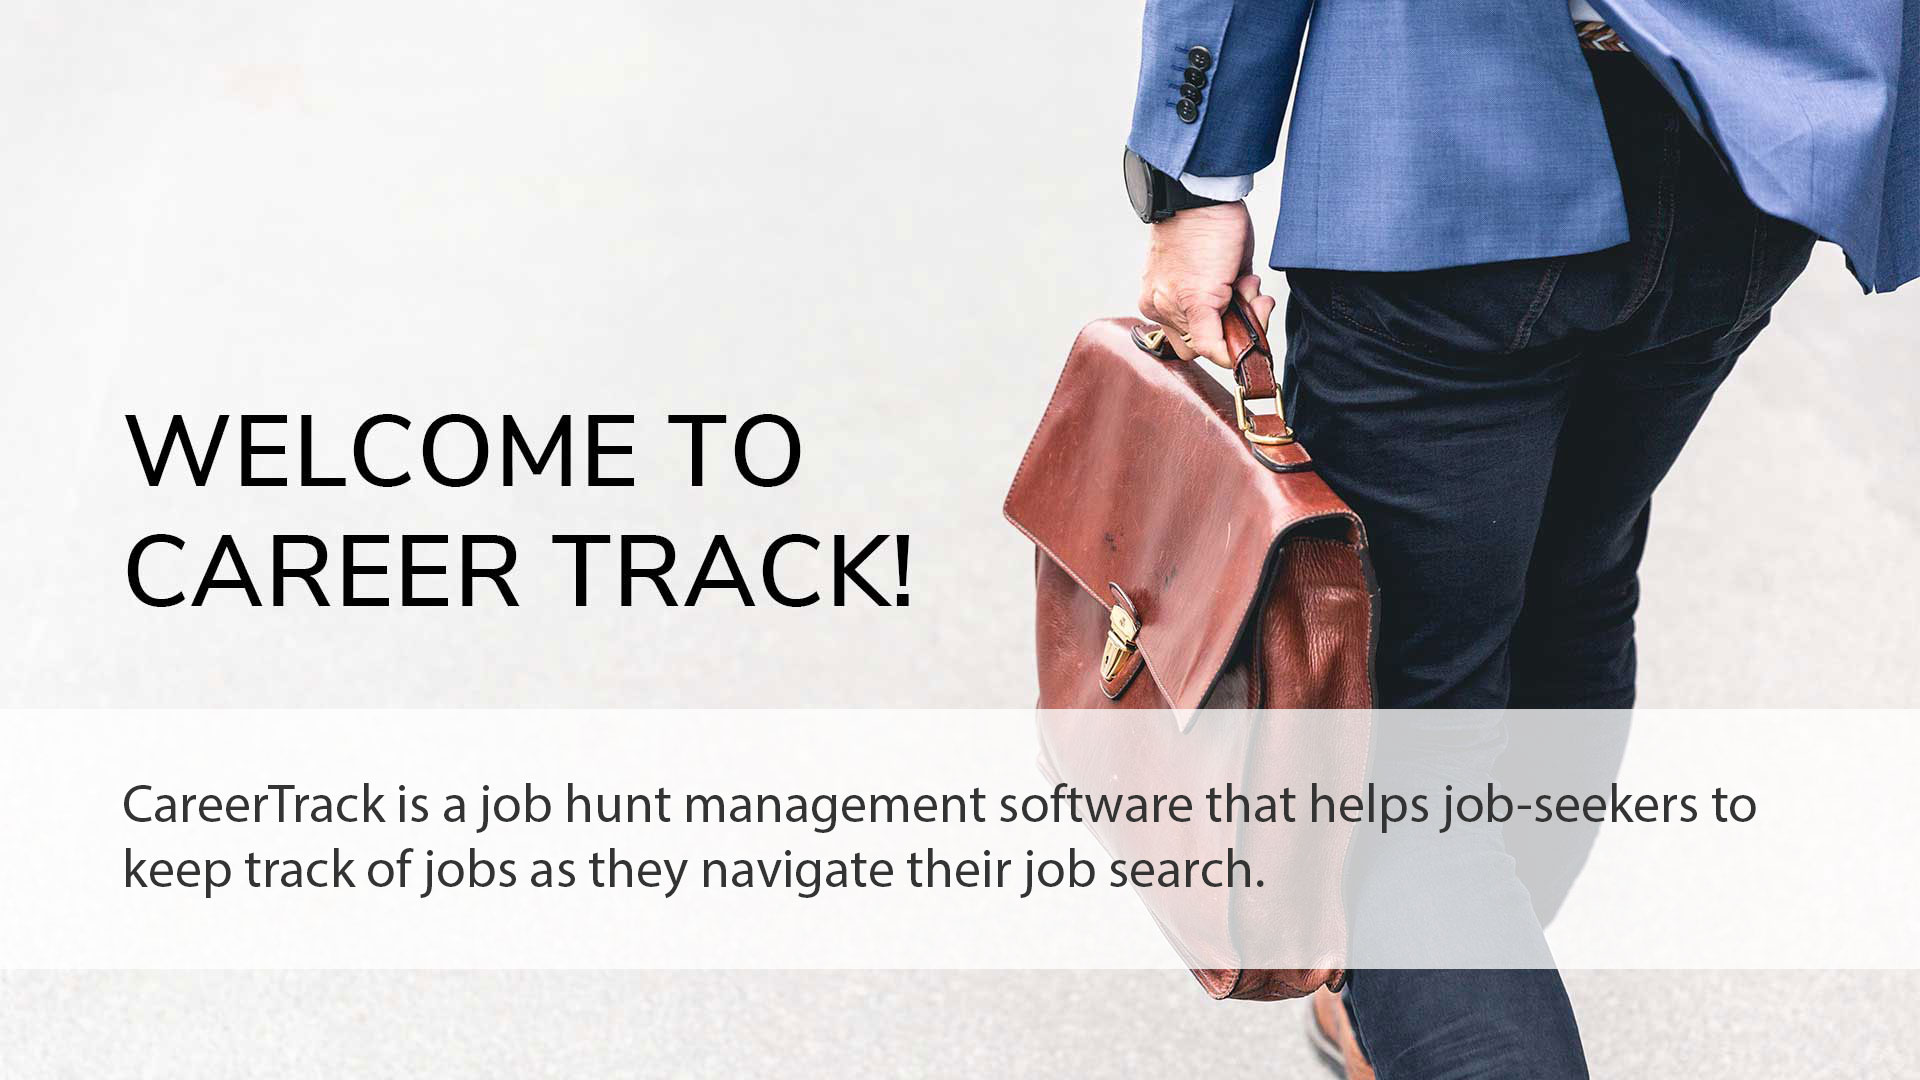 WELCOME TO
CAREER TRACK!
CareerTrack is a job hunt management software that helps job-seekers to
keep track of jobs as they navigate their job search.